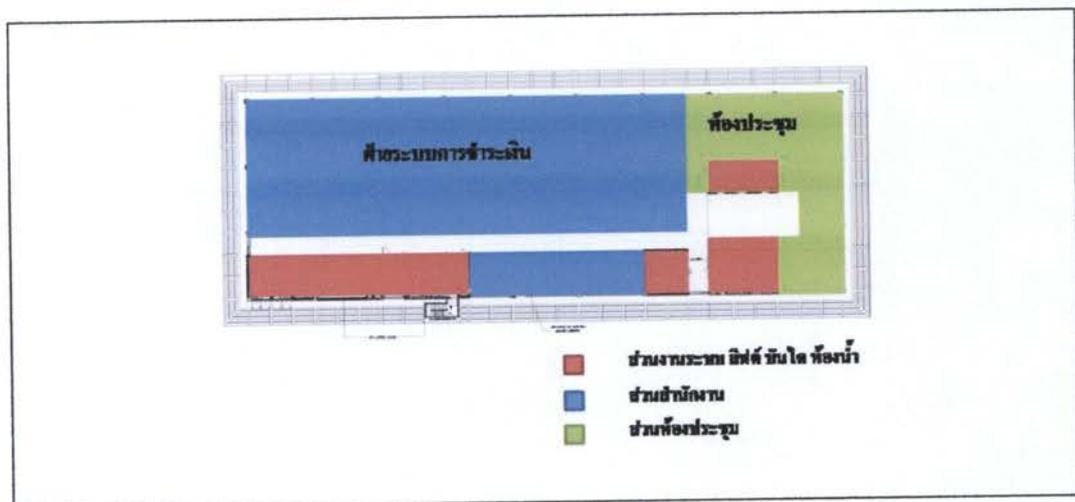 ห้องประชุม
ฝ่ายระบบการชำระเงิน
ส่วนงานระบบ ลิฟต์ บันได ห้องน้ำ
ส่วนสำนักงาน
ส่วนห้องประชุม